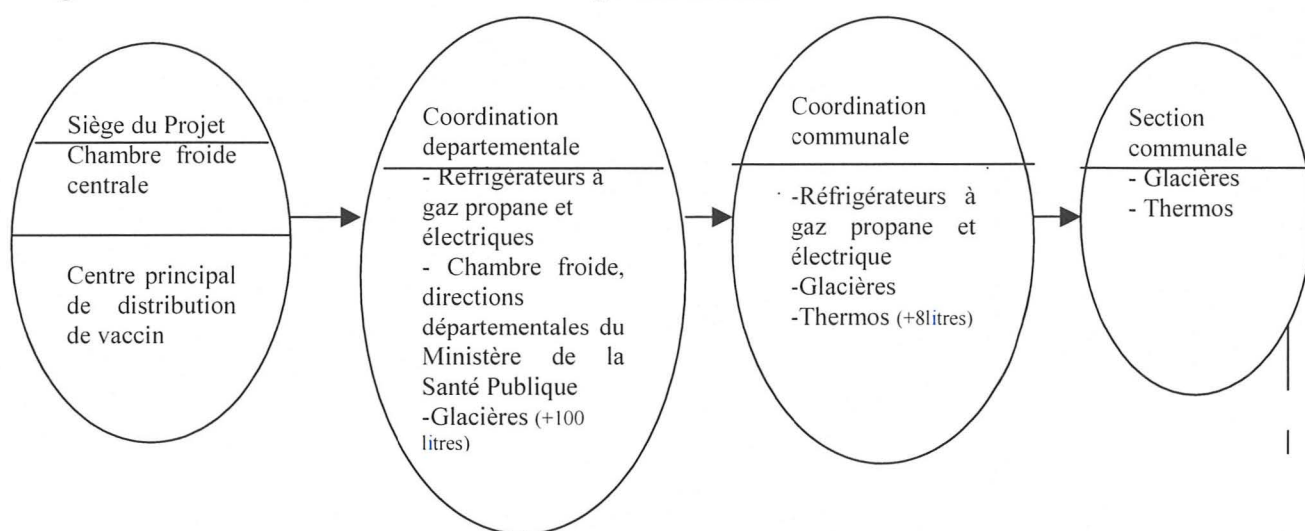 Siège du Projet
Chambre froide
centrale
Centre principal
de distribution
de vaccin
Coordination
departementale
- Refrigérateurs à
gaz propane et
électriques
- Chambre froide,
directions
départementales du
Ministère de la
Santé Publique
-Glacières (+100
litres)
Coordination
communale
-Réfrigérateurs à
gaz propane et
électrique
-Glacières
-Thermos (+8litres)
Section
communale
- Glacières
- Thermos